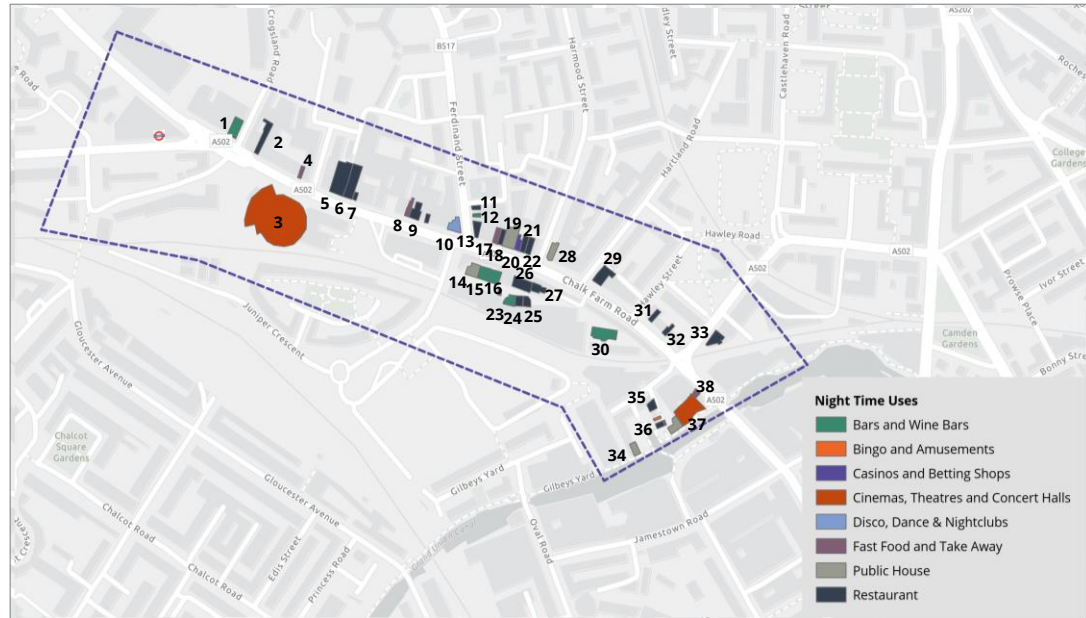 A5202
Rochester
BS17
Crogsland Road
Harmood Street
Castlehaven Road
Ferdinand Street
Hartland Road
College Gardens
1
2
A502
4
3
A502
5
6
7
8
9
10
11
12
13
17
18
19
20
21
22
28
Hawley Road
A502
Prowse Place
Ivor Street
14
15
16
26
27
23
24
25
Chalk Farm Road
29
Hawley Street
31
32
33
30
Camden Gardens
Bonny Street
Juniper Crescent
Gloucester Avenue
35
36
38
A502
37
34
Gilbeys Yard
Gilbeys Yard
Chalcot Square Gardens
Gloucester Avenue
Chalcot Road
Chalcot Road
Edis Street
Princess Road
Oval Road
Jamestown Road
Night Time Uses
Bars and Wine Bars
Bingo and Amusements
Casinos and Betting Shops
Cinemas, Theatres and Concert Halls
Disco, Dance & Nightclubs
Fast Food and Take Away
Public House
Restaurant